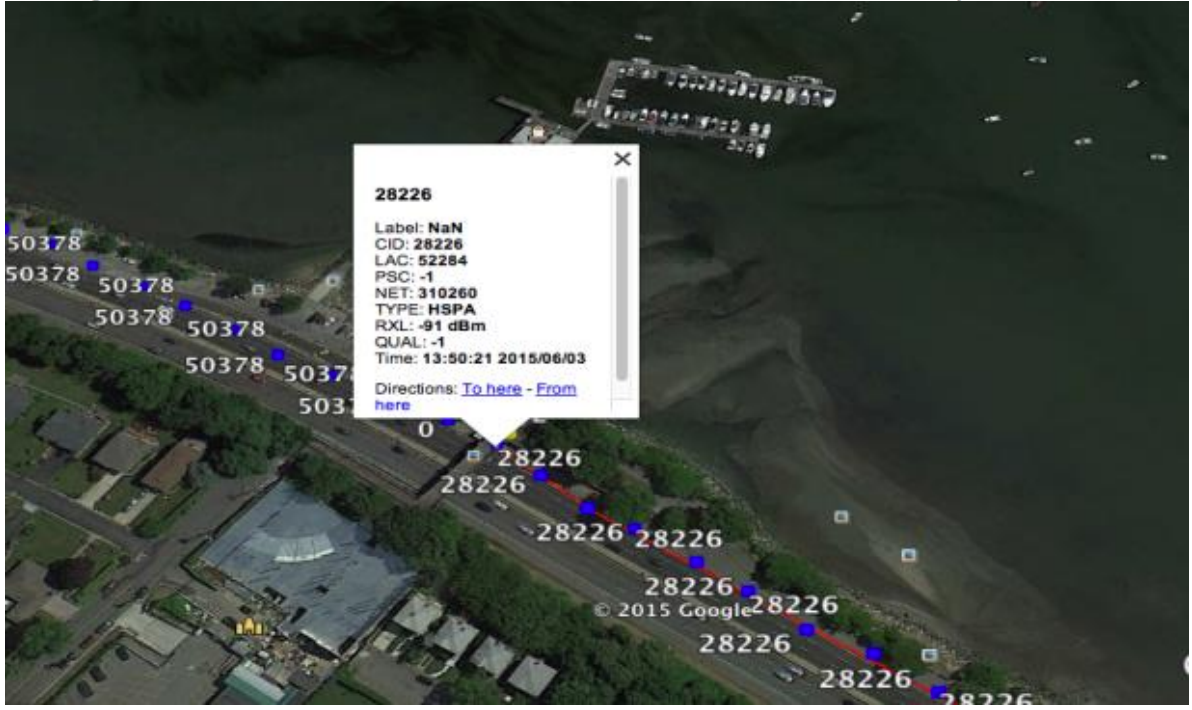 28226
Label: NaN
CID: 28226
LAC: 52284
PSC: -1
NET: 310260
TYPE: HSPA
RXL: -91 dBm
QUAL: -1
Time: 13:50:21 2015/06/03
Directions: To here - From
here
50378
50378
50378
50378
50378
50378
0
28226
28226
28226
28226
28226
© 2015 Google
28226
28226
28226
28226